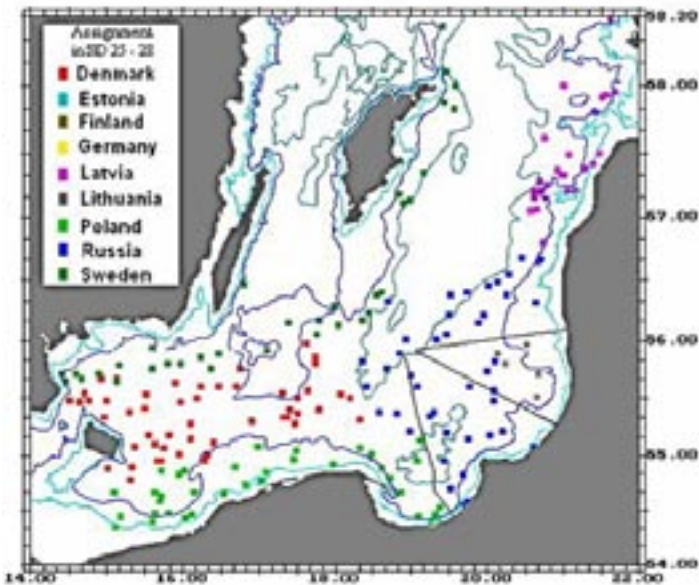 Assignment
in SD 25 - 28
Denmark
Estonia
Finland
Germany
Latvia
Lithuania
Poland
Russia
Sweden
58.20
58.00
57.00
56.00
55.00
54.00
14.00 16.00 18.00 20.00 22.00